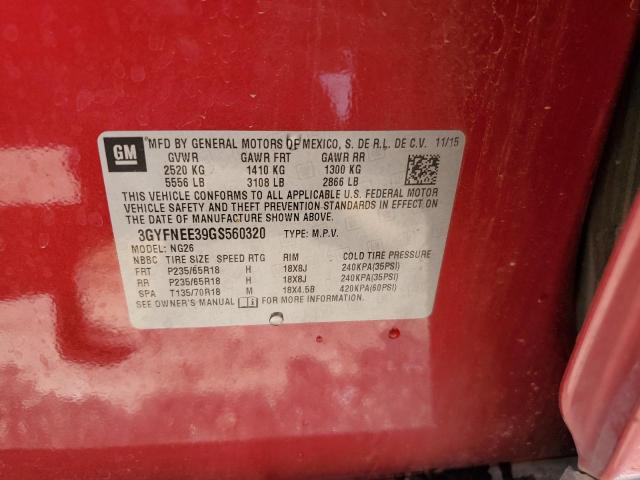 GM MFD BY GENERAL MOTORS OF MEXICO, S. DE R.L. DE C.V. 11/15
GVWR GAWR FRT GAWR RR
2520 KG 1410 KG 1300 KG
5556 LB 3108 LB 2866 LB
THIS VEHICLE CONFORMS TO ALL APPLICABLE U.S. FEDERAL MOTOR
VEHICLE SAFETY AND THEFT PREVENTION STANDARDS IN EFFECT ON
THE DATE OF MANUFACTURE SHOWN ABOVE.
3GYFNEE39GS560320 TYPE: M.P.V.
MODEL: NG26
NBBC TIRE SIZE SPEED RTG RIM COLD TIRE PRESSURE
FRT P235/65R18 H 18X8J 240KPA(35PSI)
RR P235/65R18 H 18X8J 240KPA(35PSI)
SPA T135/70R18 M 18X4.5B 420KPA(60PSI)
SEE OWNER'S MANUAL FOR MORE INFORMATION